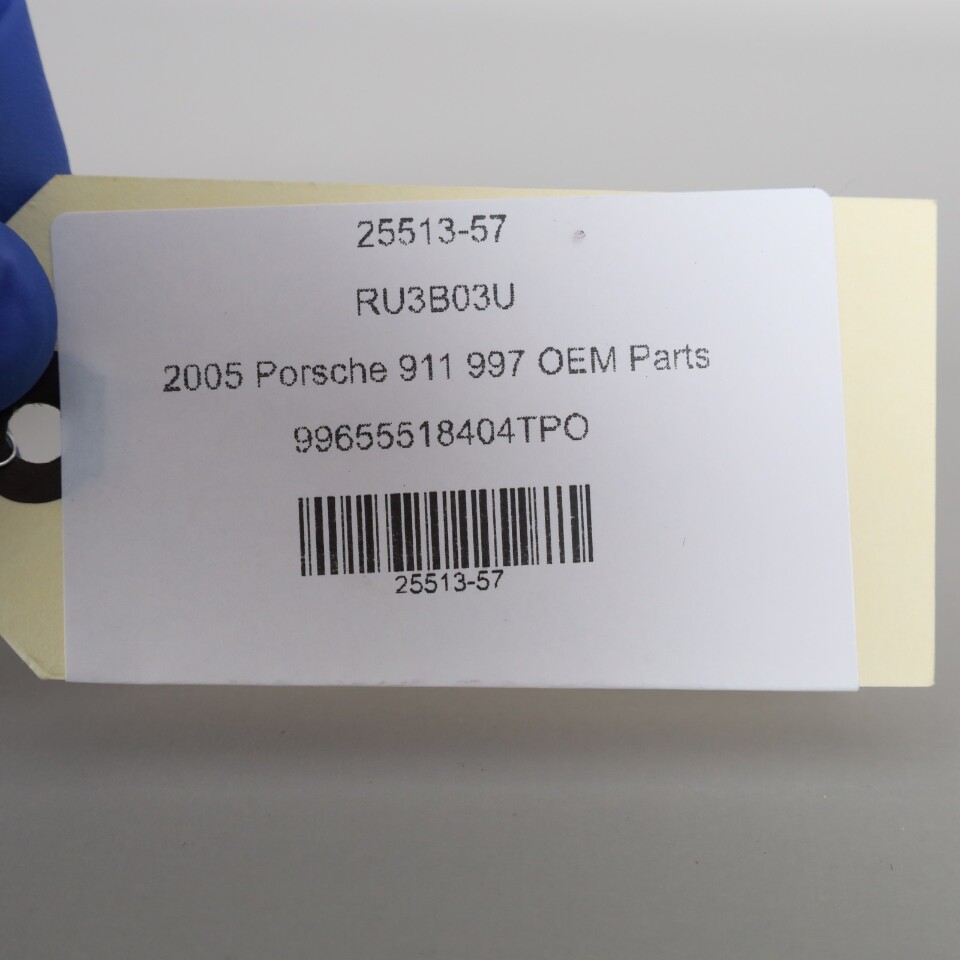 25513-57
RU3B03U
2005 Porsche 911 997 OEM Parts
99655518404TPO
25513-57